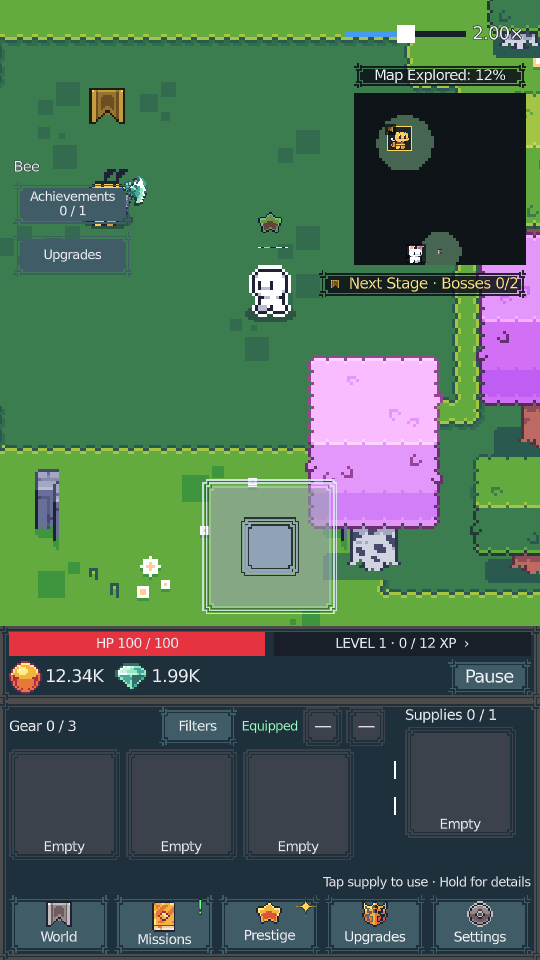 2.00×
Map Explored: 12%
Bee
Achievements
0 / 1
Upgrades
Next Stage · Bosses 0/2
HP 100 / 100
LEVEL 1 · 0 / 12 XP ›
12.34K
1.99K
Pause
Gear 0 / 3
Filters
Equipped
—
—
Supplies 0 / 1
Empty
Empty
Empty
Empty
Tap supply to use · Hold for details
World
Missions
!
Prestige
Upgrades
Settings